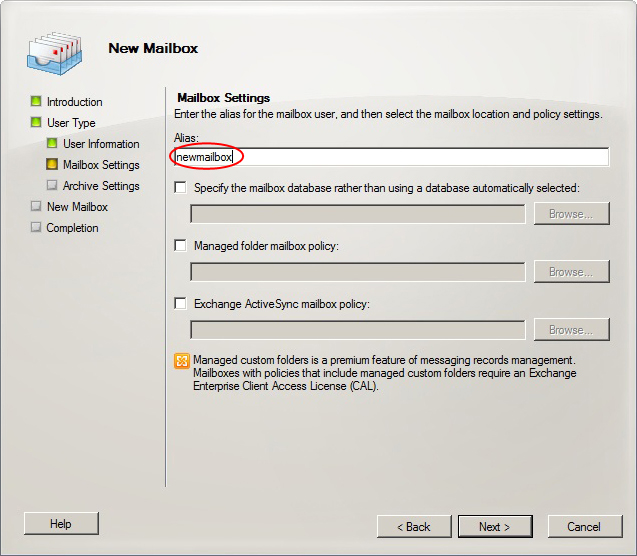 New Mailbox
Introduction
User Type
User Information
Mailbox Settings
Archive Settings
New Mailbox
Completion
Mailbox Settings
Enter the alias for the mailbox user, and then select the mailbox location and policy settings.
Alias:
newmailbox
Specify the mailbox database rather than using a database automatically selected:
Browse...
Managed folder mailbox policy:
Browse...
Exchange ActiveSync mailbox policy:
Browse...
Managed custom folders is a premium feature of messaging records management.
Mailboxes with policies that include managed custom folders require an Exchange
Enterprise Client Access License (CAL).
Help
< Back
Next >
Cancel